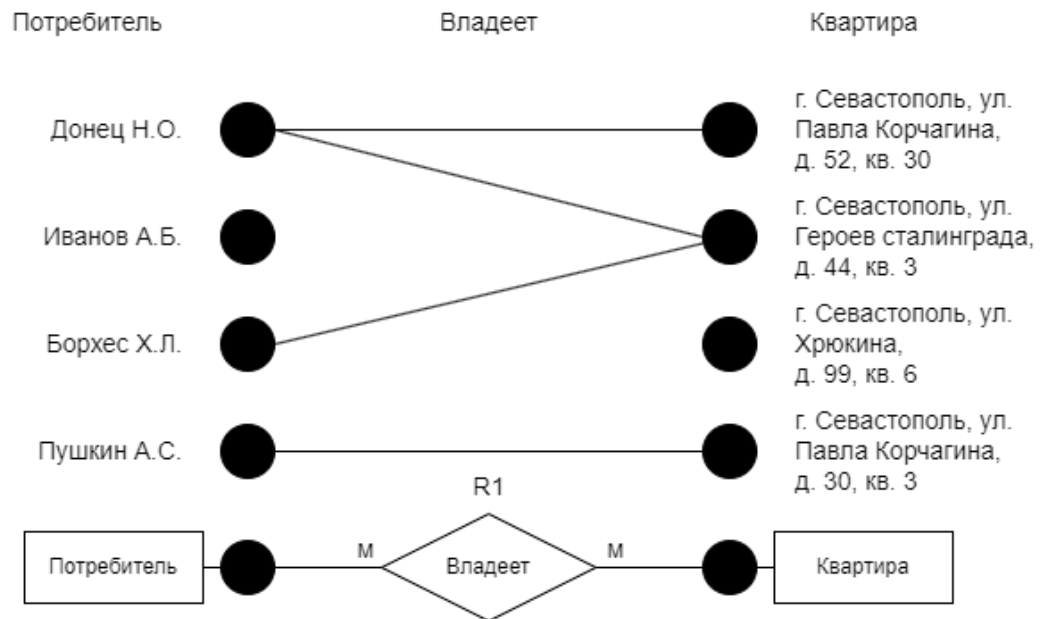 Потребитель Владеет Квартира
г. Севастополь, ул.
Донец Н.О. Павла Корчагина,
д. 52, кв. 30
г. Севастополь, ул.
Иванов А.Б. Героев сталинграда,
д. 44, кв. 3
г. Севастополь, ул.
Борхес Х.Л. Хрюкина,
д. 99, кв. 6
г. Севастополь, ул.
Пушкин А.С. Павла Корчагина,
д. 30, кв. 3
R1
М М
Потребитель Владеет Квартира